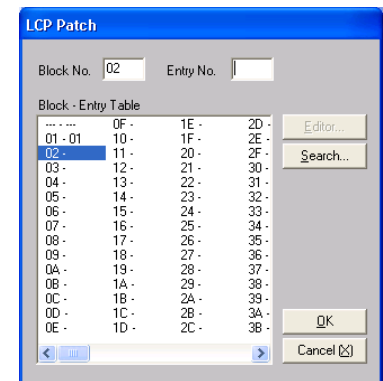 LCP Patch
Block No. 02 Entry No.
Block - Entry Table
--- - --- 0F - 1E - 2D - Editor...
01 - 01 10 - 1F - 2E -
02 - 11 - 20 - 2F - Search...
03 - 12 - 21 - 30 -
04 - 13 - 22 - 31 -
05 - 14 - 23 - 32 -
06 - 15 - 24 - 33 -
07 - 16 - 25 - 34 -
08 - 17 - 26 - 35 -
09 - 18 - 27 - 36 -
0A - 19 - 28 - 37 -
0B - 1A - 29 - 38 -
0C - 1B - 2A - 39 -
0D - 1C - 2B - 3A - OK
0E - 1D - 2C - 3B -
Cancel (X)